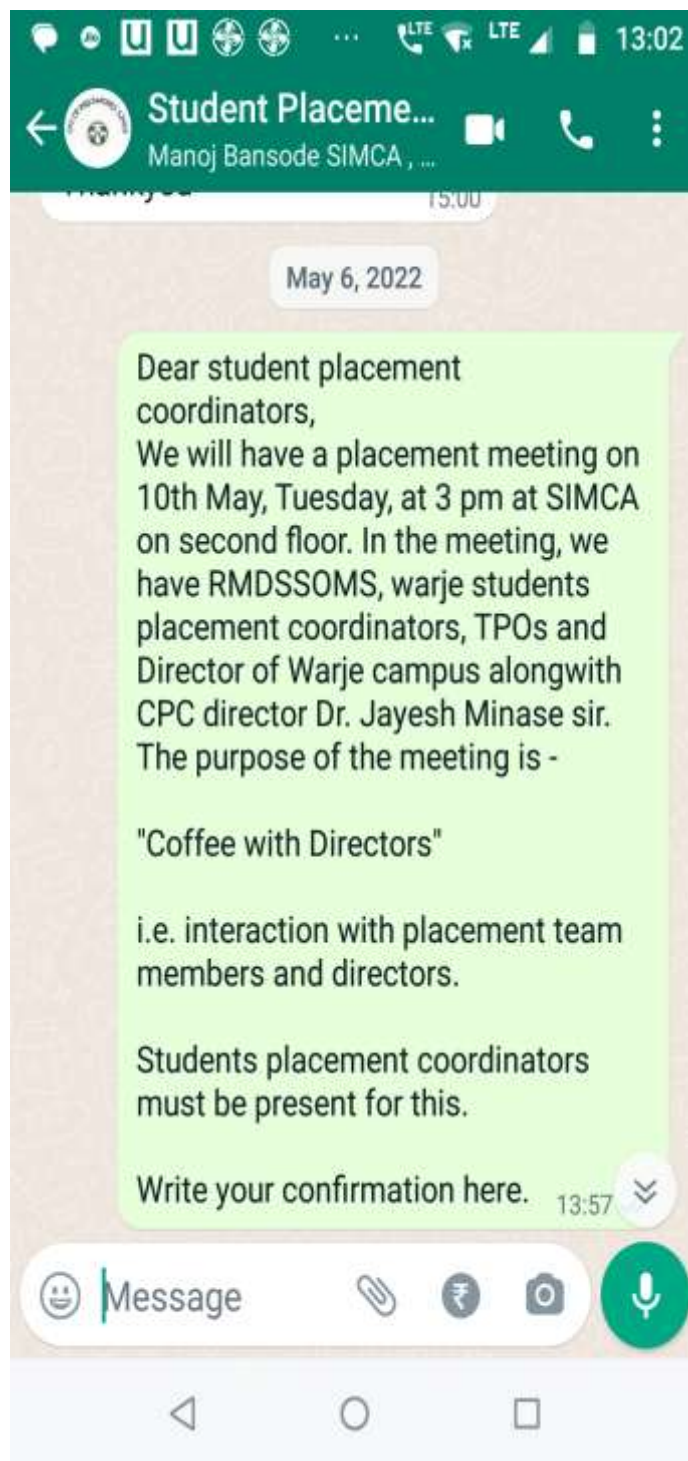 LTE LTE 13:02
Student Placeme...
Manoj Bansode SIMCA , ...
15:00
May 6, 2022
Dear student placement
coordinators,
We will have a placement meeting on
10th May, Tuesday, at 3 pm at SIMCA
on second floor. In the meeting, we
have RMDSSOMS, warje students
placement coordinators, TPOs and
Director of Warje campus alongwith
CPC director Dr. Jayesh Minase sir.
The purpose of the meeting is -
"Coffee with Directors"
i.e. interaction with placement team
members and directors.
Students placement coordinators
must be present for this.
Write your confirmation here. 13:57
Message